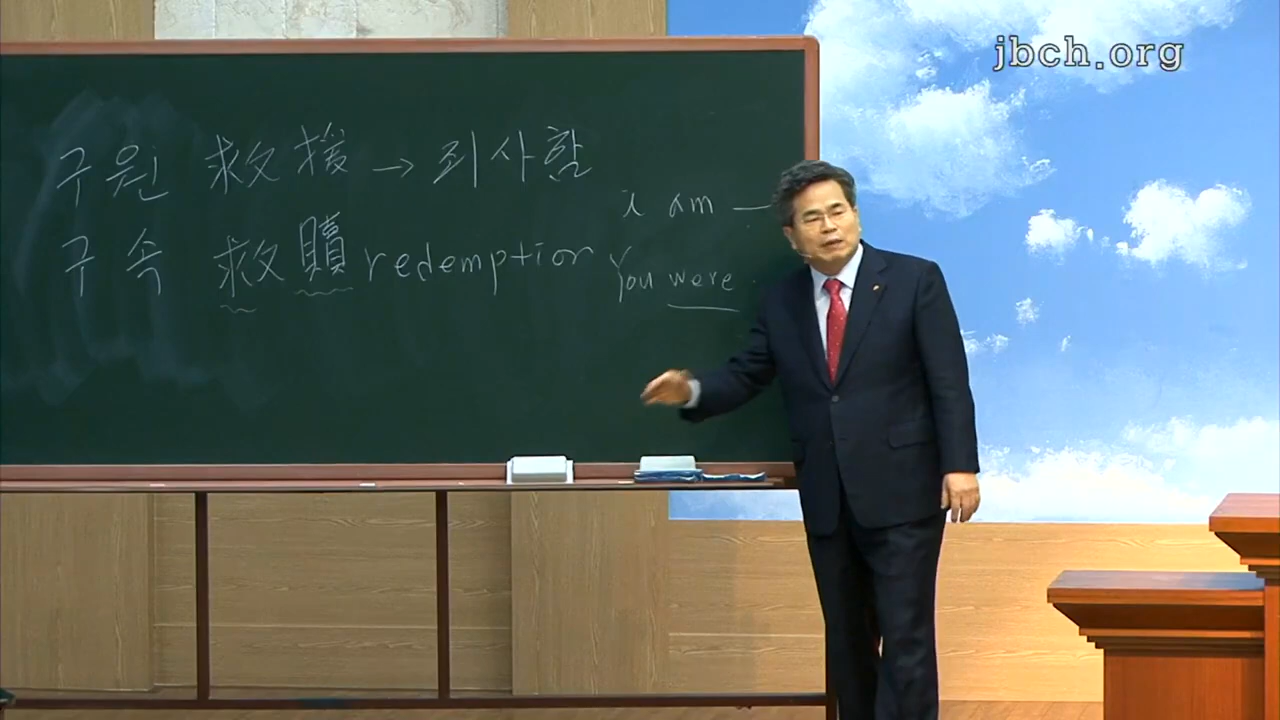 jbch.org
구원 救援 → 죄사함
i am —
구속 救贖 redemption
You were